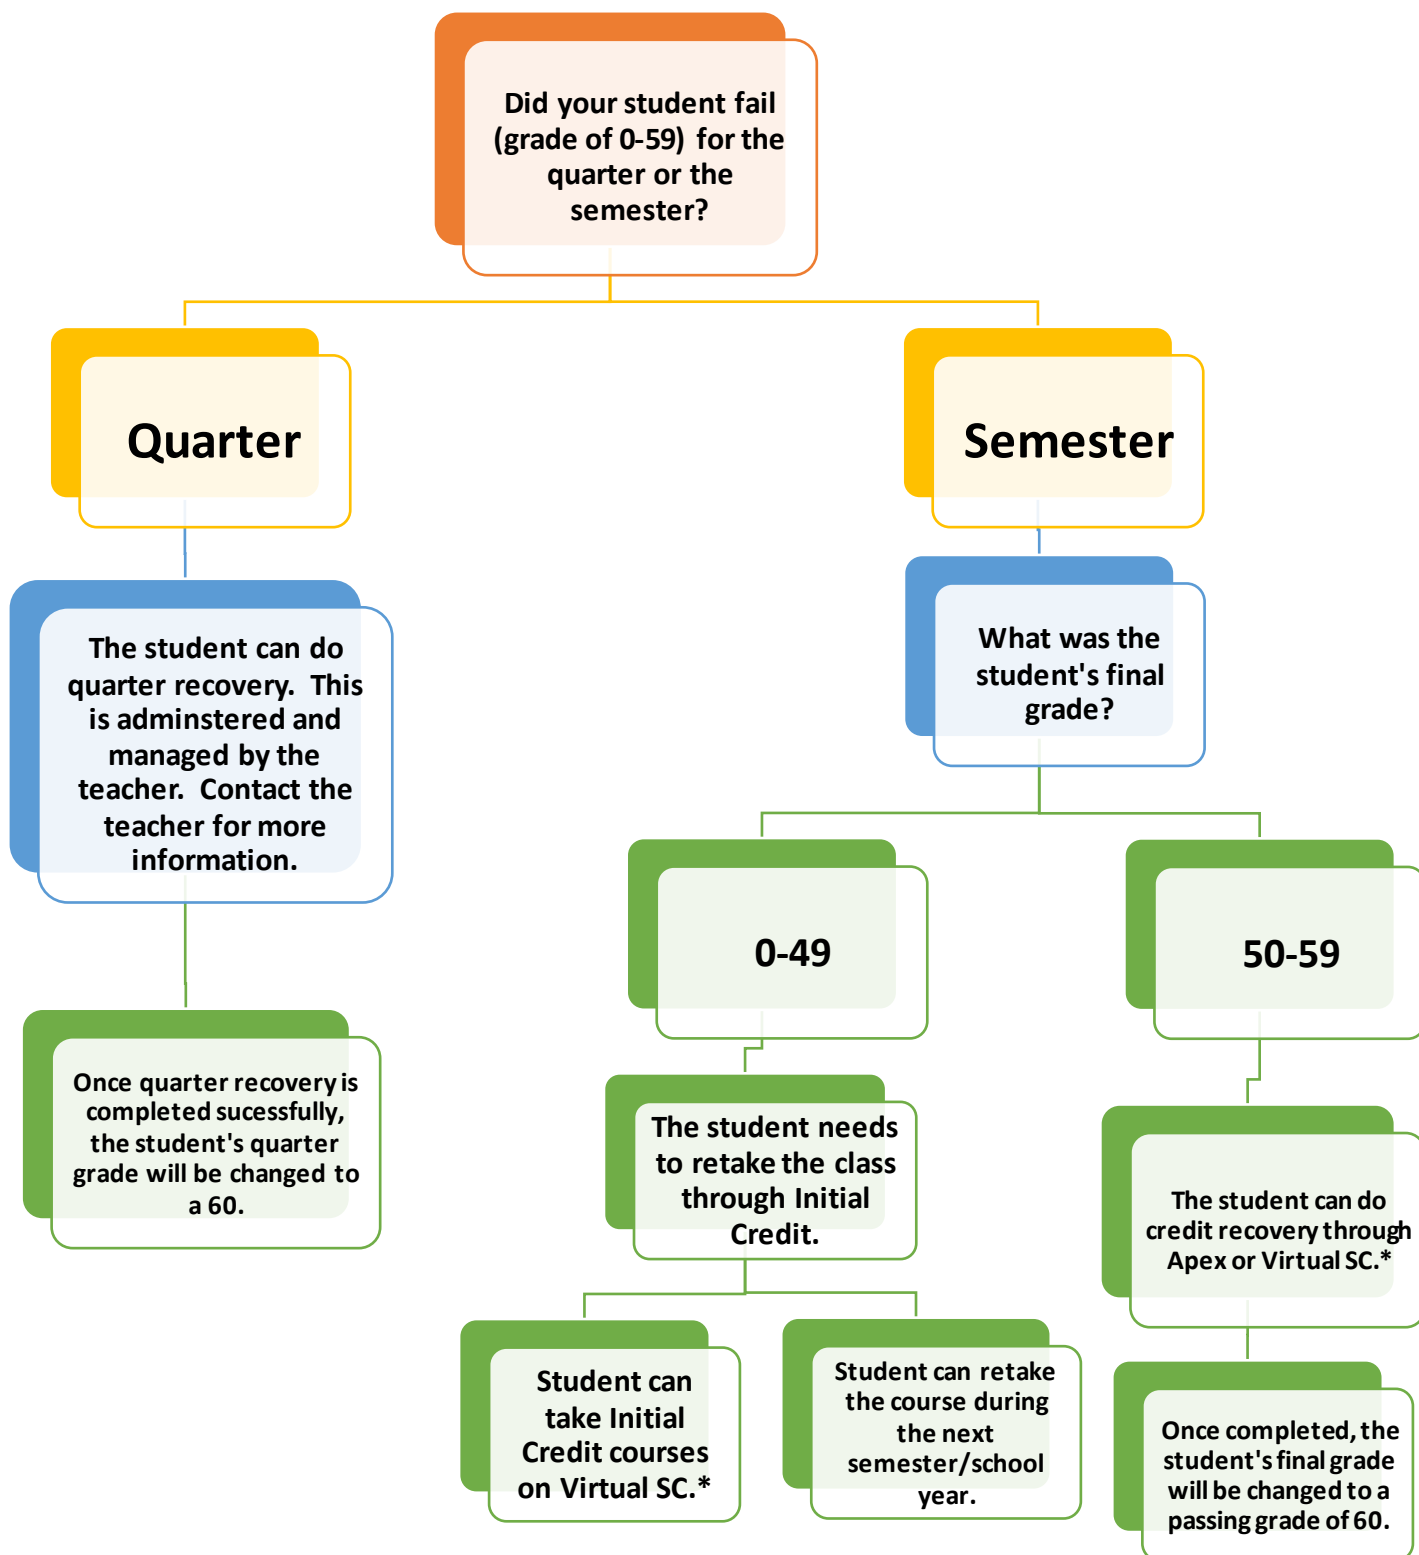 Did your student fail
(grade of 0-59) for the
quarter or the
semester?
Quarter
Semester
The student can do
quarter recovery. This
is adminstered and
managed by the
teacher. Contact the
teacher for more
information.
Once quarter recovery is
completed sucessfully,
the student's quarter
grade will be changed to
a 60.
What was the
student's final
grade?
0-49
50-59
The student needs
to retake the class
through Initial
Credit.
Student can
take Initial
Credit courses
on Virtual SC.*
Student can retake
the course during
the next
semester/school
year.
The student can do
credit recovery through
Apex or Virtual SC.*
Once completed, the
student's final grade
will be changed to a
passing grade of 60.